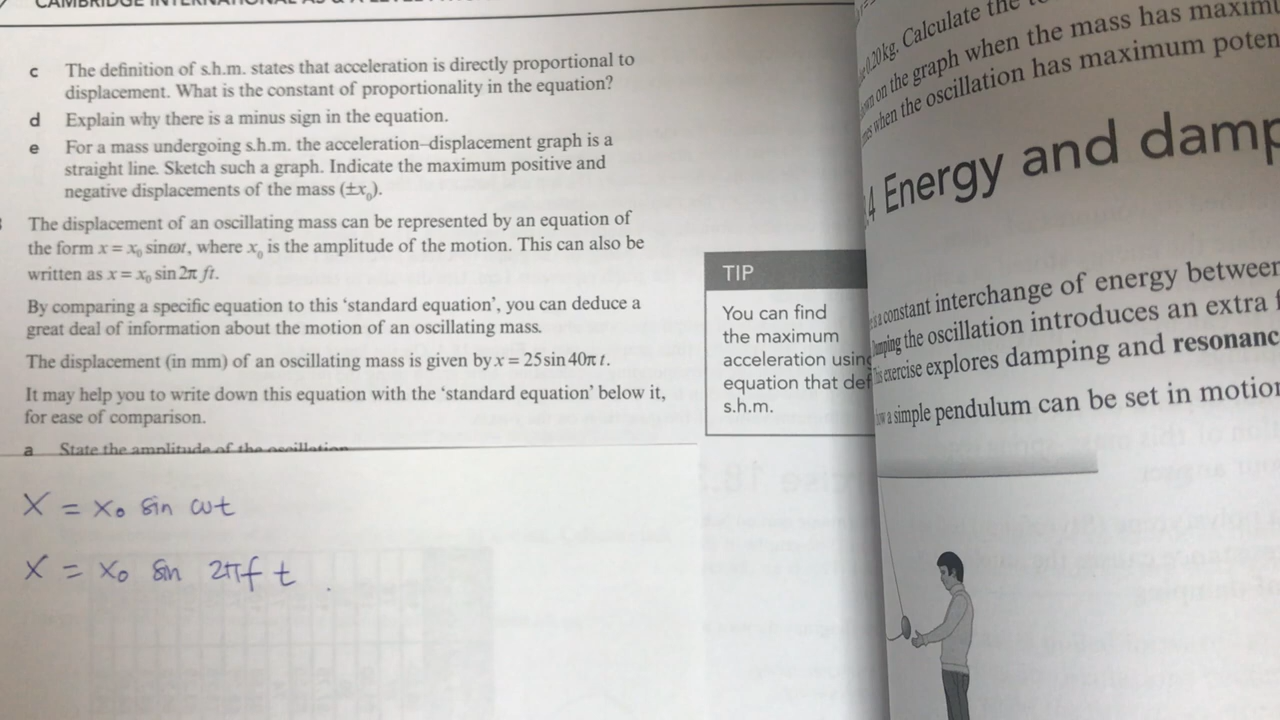 c The definition of s.h.m. states that acceleration is directly proportional to
displacement. What is the constant of proportionality in the equation?
d Explain why there is a minus sign in the equation.
e For a mass undergoing s.h.m. the acceleration–displacement graph is a
straight line. Sketch such a graph. Indicate the maximum positive and
negative displacements of the mass (±x₀).
The displacement of an oscillating mass can be represented by an equation of
the form x = x₀ sinωt, where x₀ is the amplitude of the motion. This can also be
written as x = x₀ sin 2π ft.
By comparing a specific equation to this ‘standard equation’, you can deduce a
great deal of information about the motion of an oscillating mass.
The displacement (in mm) of an oscillating mass is given by x = 25 sin 40π t.
It may help you to write down this equation with the ‘standard equation’ below it,
for ease of comparison.
a State the amplitude of the oscillation
X = x₀ sin ωt
X = x₀ sin 2πf t .
TIP
You can find
the maximum
acceleration using
equation that def
s.h.m.
0.20 kg. Calculate the
on the graph when the mass has maxim
when the oscillation has maximum poten
4 Energy and damp
a constant interchange of energy between
the oscillation introduces an extra f
exercise explores damping and resonanc
a simple pendulum can be set in motion